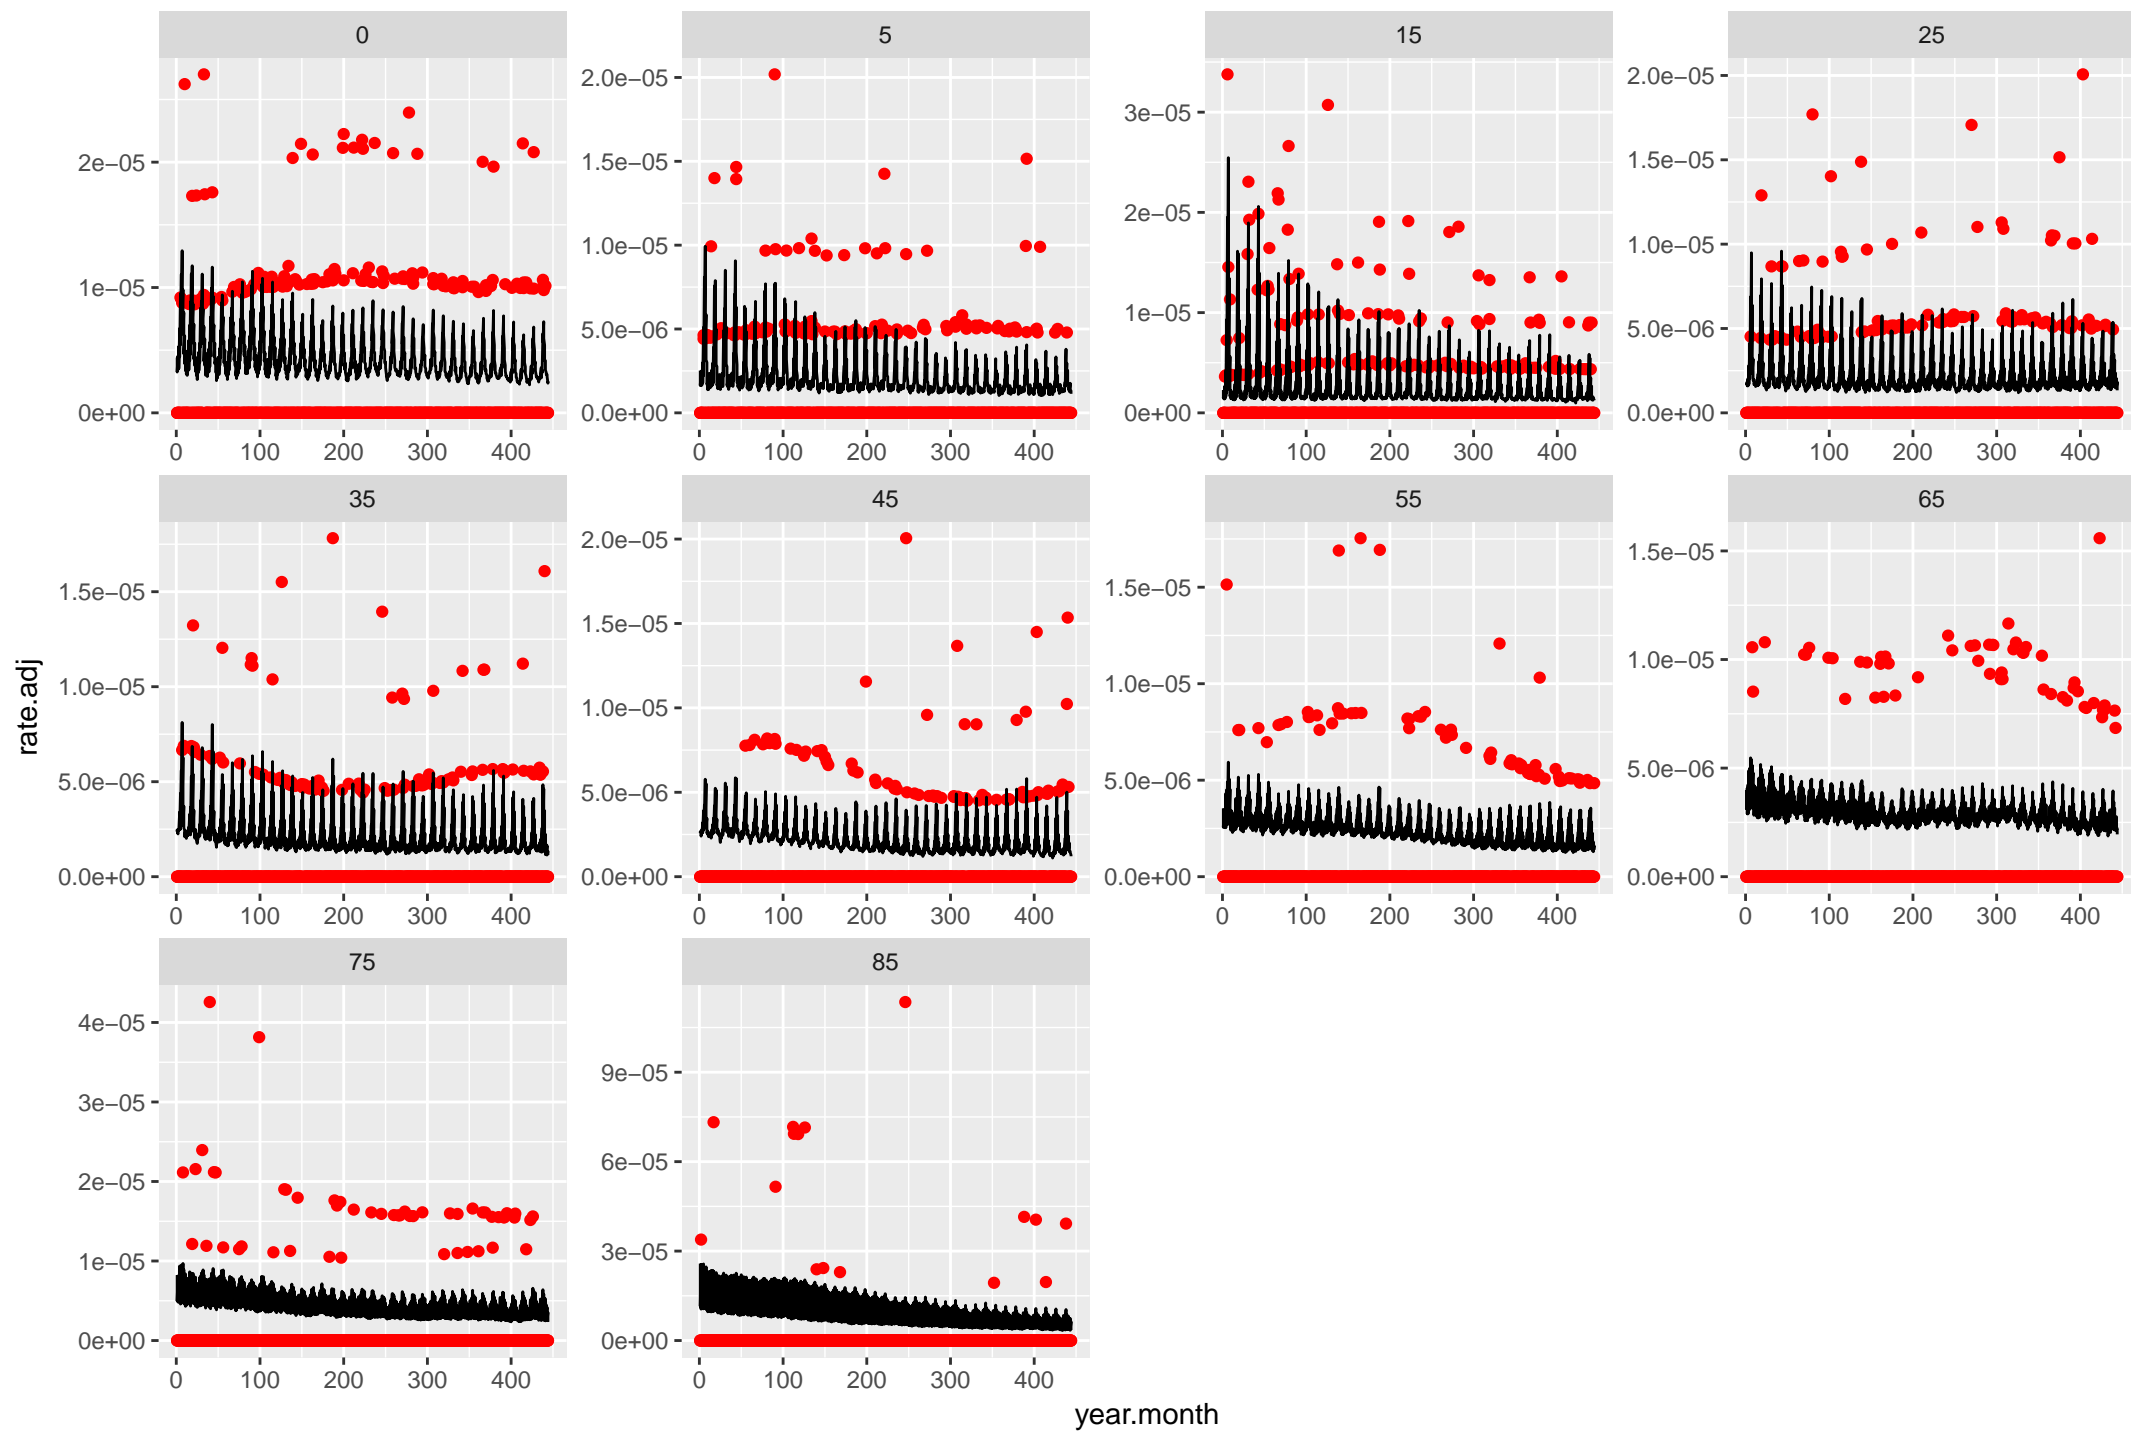 0 5 15 25
2.0e−05 2.0e−05
3e−05
2e−05 1.5e−05 1.5e−05
2e−05
1.0e−05 1.0e−05
1e−05 1e−05
5.0e−06 5.0e−06
0e+00 0.0e+00 0e+00 0.0e+00
0 100 200 300 400 0 100 200 300 400 0 100 200 300 400 0 100 200 300 400
35 45 55 65
2.0e−05
1.5e−05
1.5e−05 1.5e−05
1.5e−05
rate.adj
1.0e−05 1.0e−05 1.0e−05 1.0e−05
5.0e−06 5.0e−06 5.0e−06 5.0e−06
0.0e+00 0.0e+00 0.0e+00 0.0e+00
0 100 200 300 400 0 100 200 300 400 0 100 200 300 400 0 100 200 300 400
75 85
4e−05
9e−05
3e−05
6e−05
2e−05
3e−05
1e−05
0e+00 0e+00
0 100 200 300 400 0 100 200 300 400
year.month